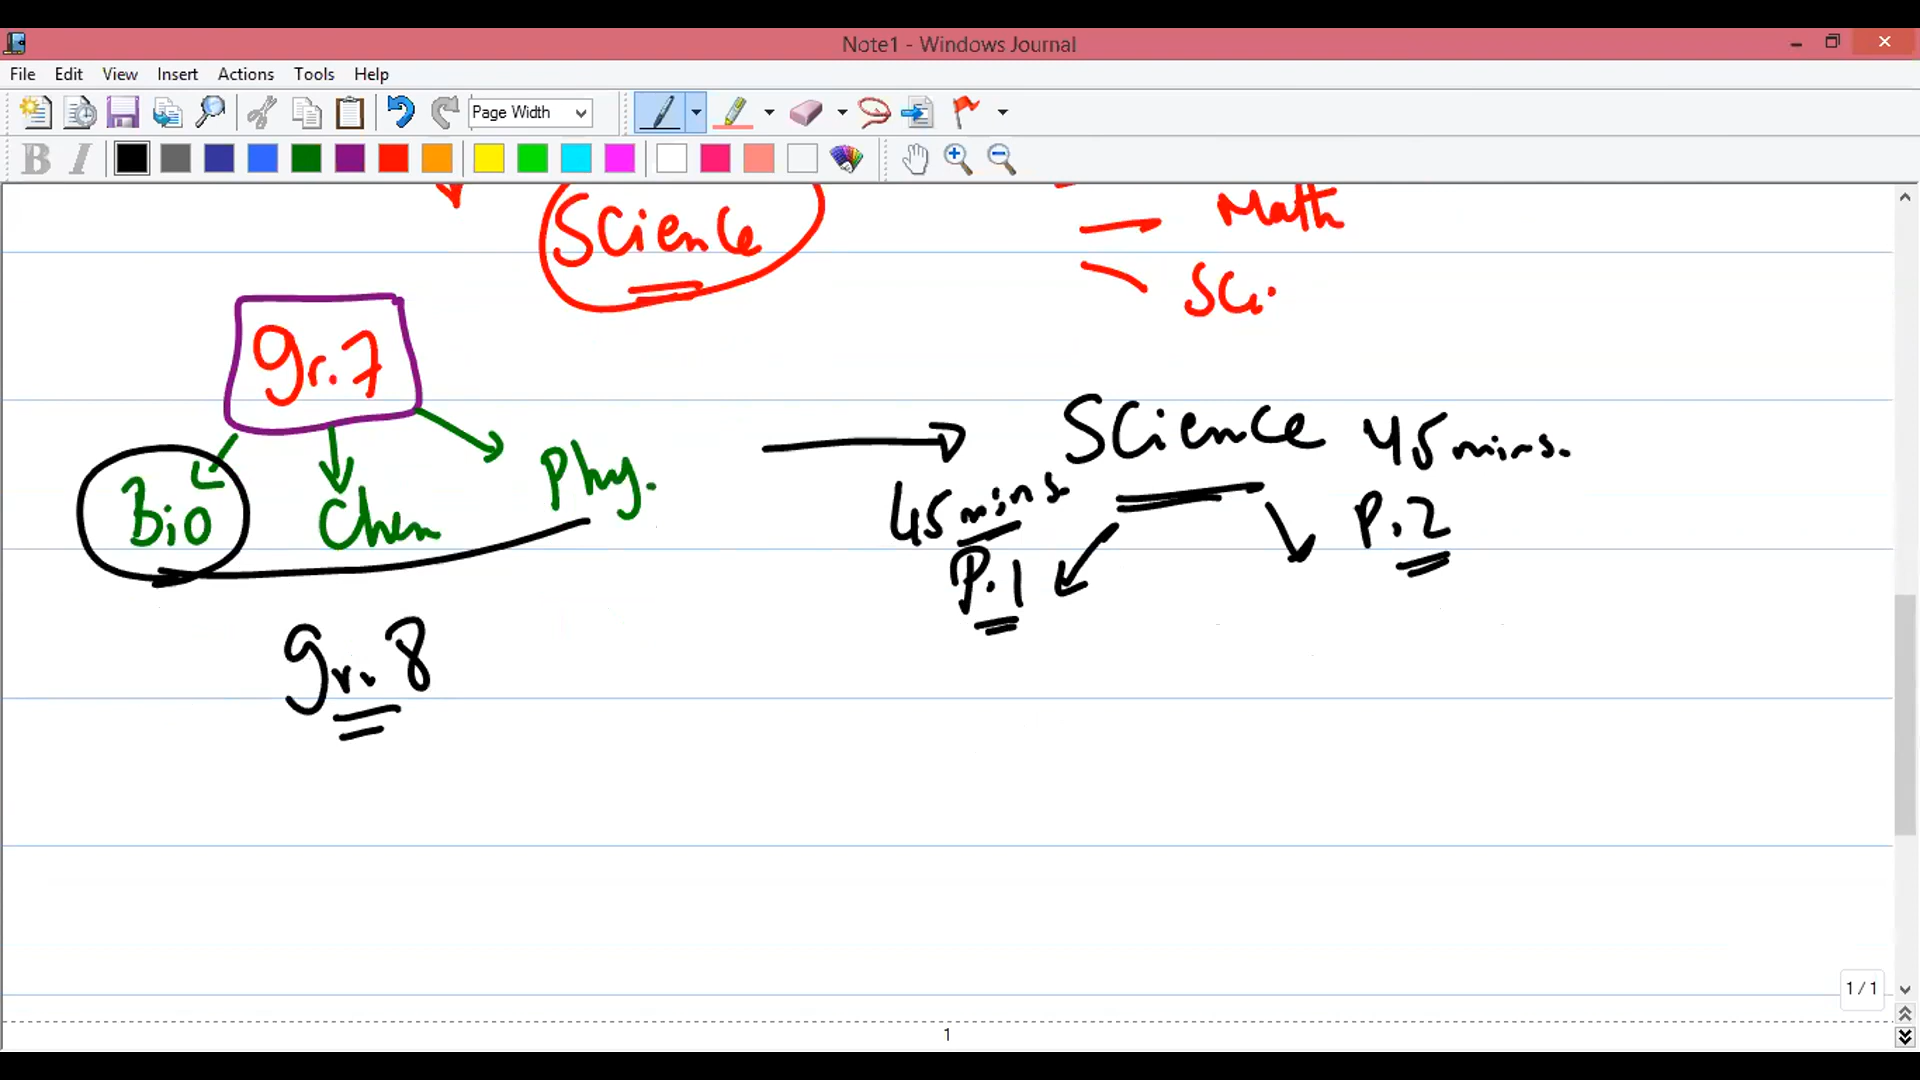 Note1 - Windows Journal
File Edit View Insert Actions Tools Help
Page Width
B I
Science
Math
Sci.
gr.7
Bio
Chem
Phy.
Science 45 mins.
45 mins.
P.1
P.2
gr. 8
1 / 1
1